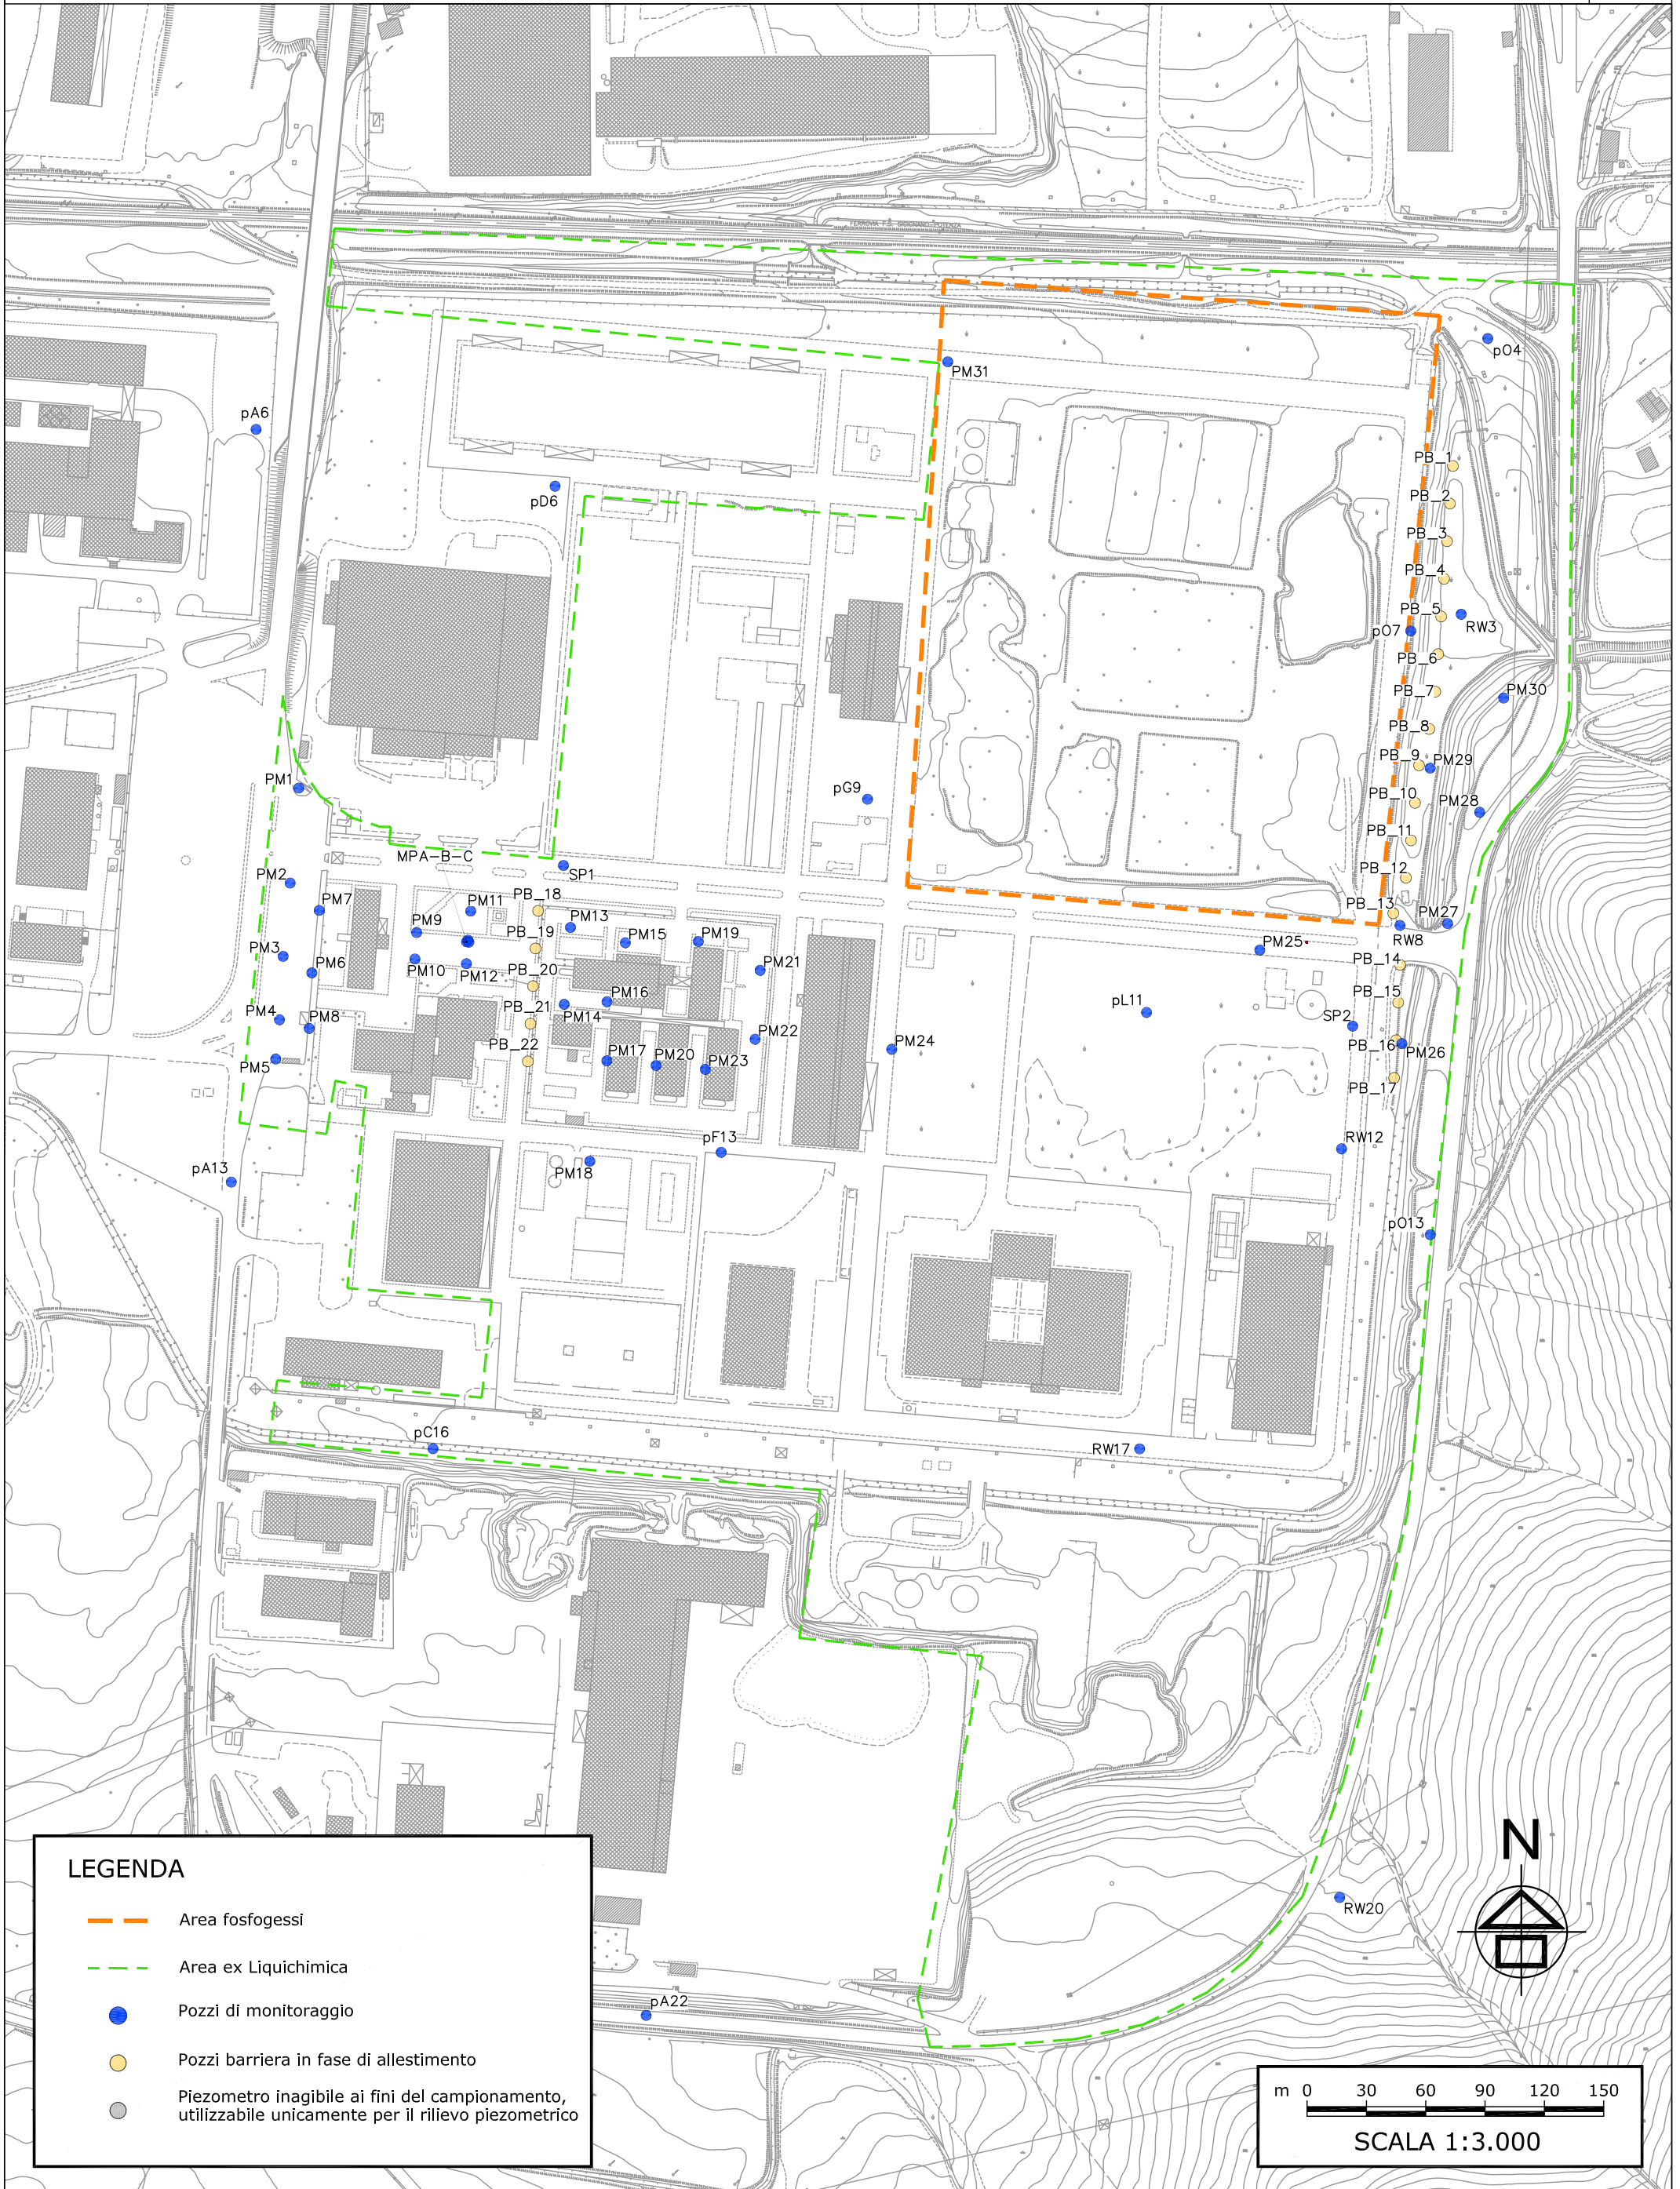 pO4
PM31
pA6
PB_1
pD6
PB_2
PB_3
PB_4
PB_5
RW3
pO7
PB_6
PB_7
PM30
PB_8
PB_9
PM29
PM1
pG9
PB_10
PM28
PB_11
MPA-B-C
SP1
PB_12
PM2
PM7
PM11
PB_18
PM13
PB_13
PM27
PM9
PB_19
PM15
PM19
RW8
PM3
PM25
PM6
PM10
PM12
PB_20
PM21
PB_14
PM16
PB_15
PM4
PM8
PB_21
PM14
pL11
SP2
PM22
PM24
PB_22
PB_16
PM26
PM5
PM17
PM20
PM23
PB_17
pF13
RW12
pA13
PM18
pO13
pC16
RW17
N
RW20
pA22
LEGENDA
Area fosfogessi
Area ex Liquichimica
Pozzi di monitoraggio
Pozzi barriera in fase di allestimento
Piezometro inagibile ai fini del campionamento,
utilizzabile unicamente per il rilievo piezometrico
m 0 30 60 90 120 150
SCALA 1:3.000